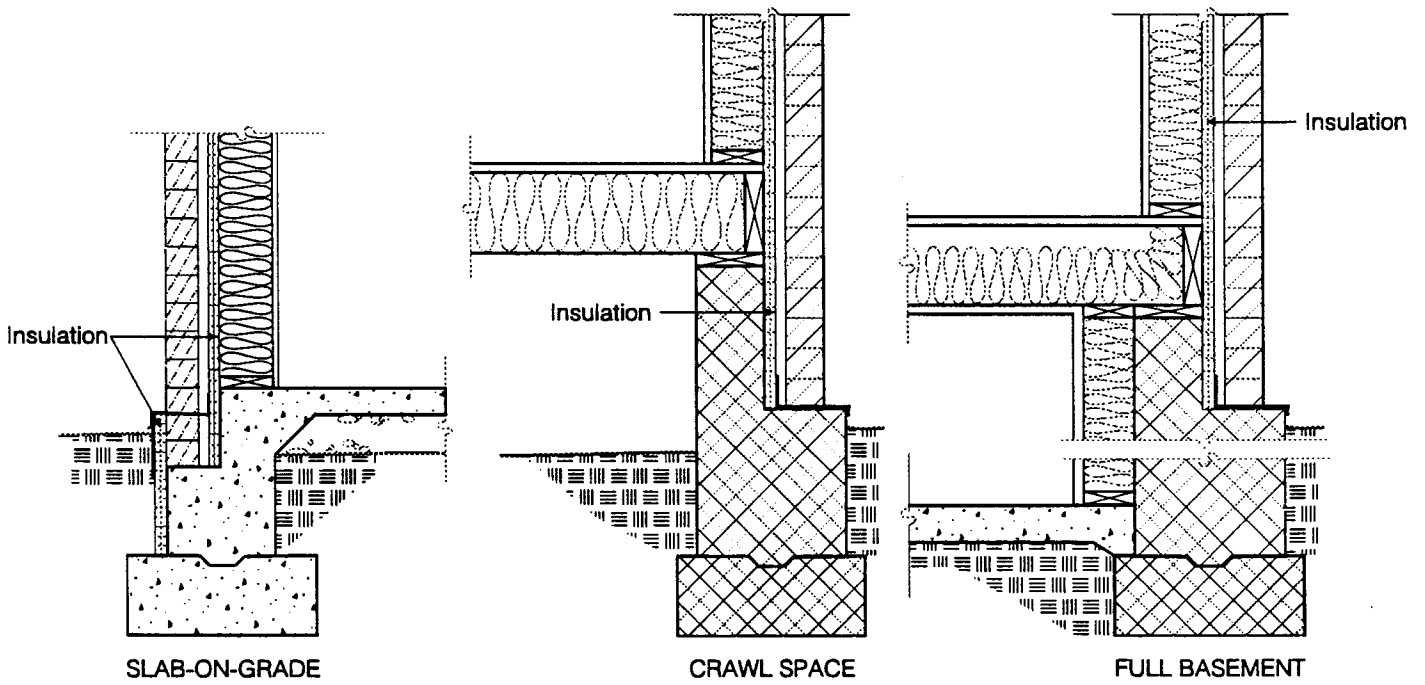 Insulation
Insulation
Insulation
SLAB-ON-GRADE
CRAWL SPACE
FULL BASEMENT